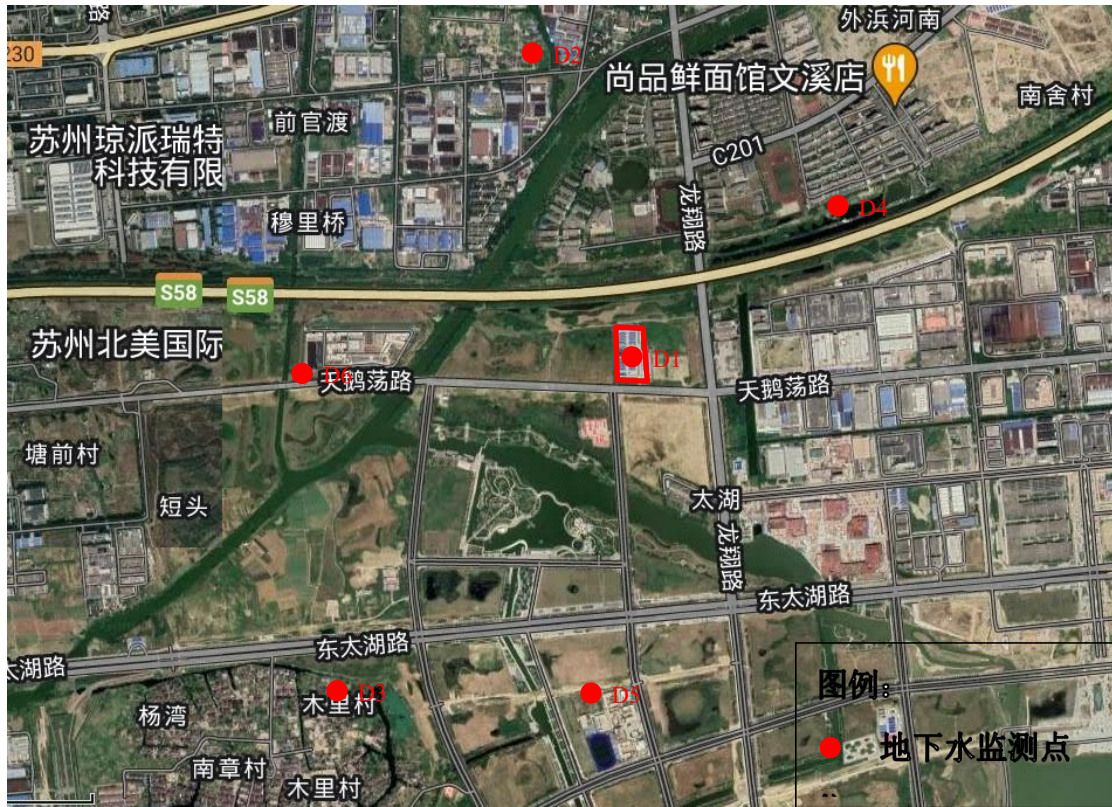 路
230
外浜河南
D2
尚品鲜面馆文溪店
南舍村
前官渡
苏州琼派瑞特
科技有限
C201
穆里桥
龙翔路
D4
S58
S58
苏州北美国际
D1
D6
天鹅荡路
天鹅荡路
塘前村
短头
太湖
龙翔路
东太湖路
东太湖路
太湖路
D3
木里村
D5
杨湾
南章村
木里村
图例:
地下水监测点